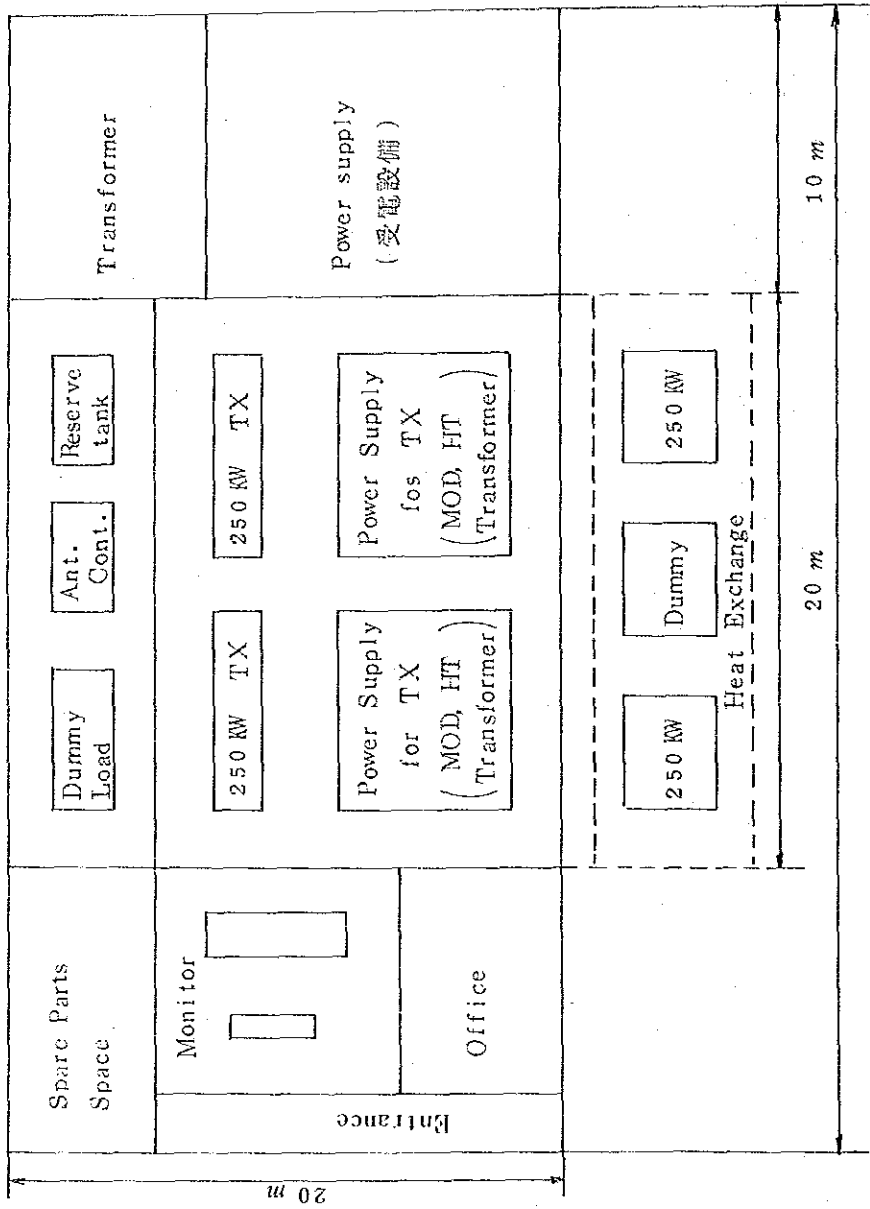 Spare Parts
Space
Dummy
Load
Ant.
Cont.
Reserve
tank
Transformer
Entrance
Monitor
Office
250 KW TX
250 KW TX
Power Supply
for TX
( MOD, HT )
( Transformer )
Power Supply
fos TX
( MOD, HT )
( Transformer )
Power supply
(受電設備)
250 KW
Dummy
250 KW
Heat Exchange
20 m
20 m
10 m